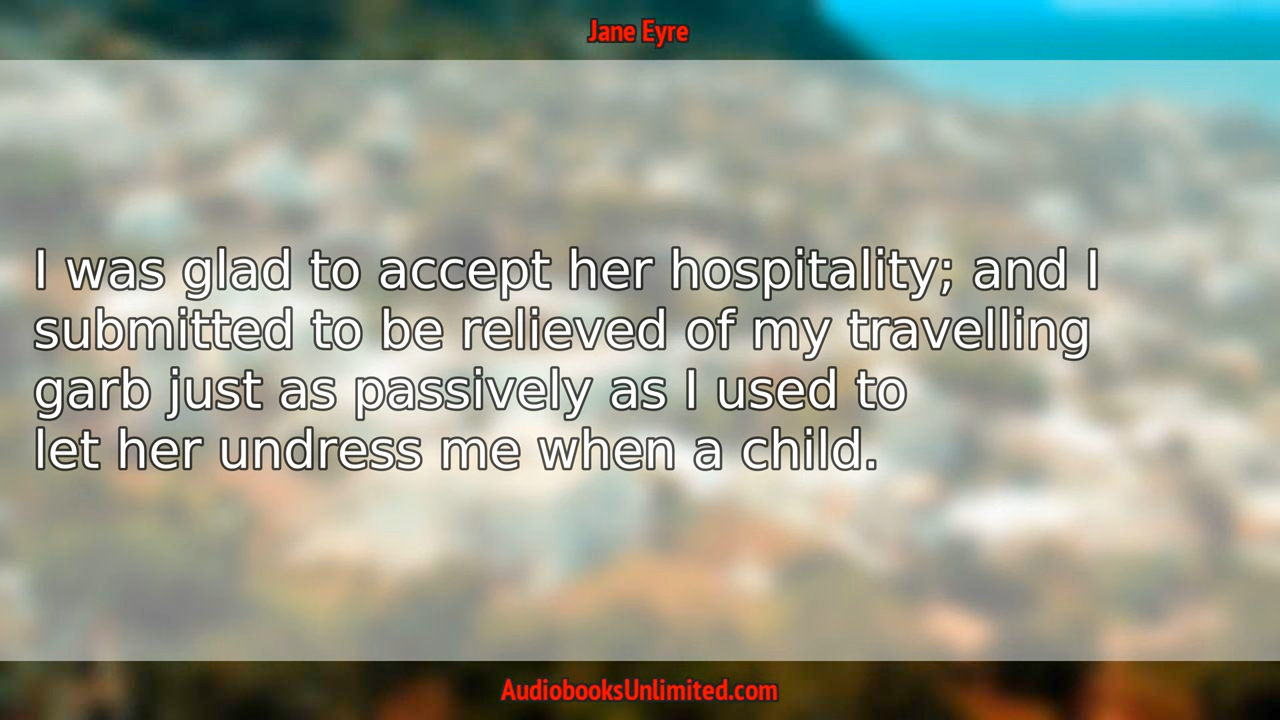 Jane Eyre
I was glad to accept her hospitality; and I
submitted to be relieved of my travelling
garb just as passively as I used to
let her undress me when a child.
AudiobooksUnlimited.com